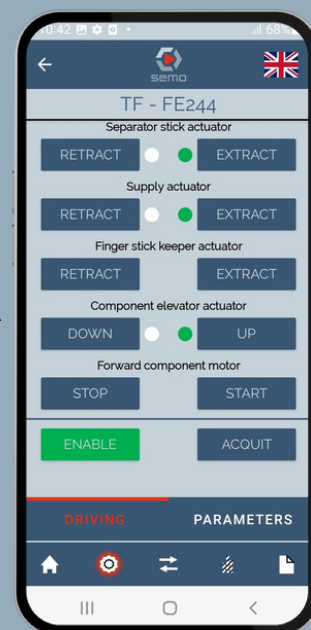 10:42 68%
semo
TF - FE244
Separator stick actuator
RETRACT EXTRACT
Supply actuator
RETRACT EXTRACT
Finger stick keeper actuator
RETRACT EXTRACT
Component elevator actuator
DOWN UP
Forward component motor
STOP START
ENABLE ACQUIT
DRIVING PARAMETERS